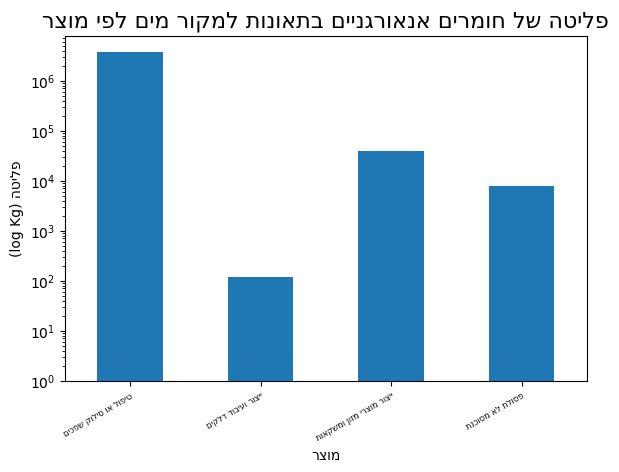 פליטה של חומרים אנאורגניים בתאונות למקור מים לפי מוצר
פליטה (log Kg)
10⁶
10⁵
10⁴
10³
10²
10¹
10⁰
טיפול או סילוק שפכים
ייצור ועיבוד דלקים
ייצור מוצרי מזון ומשקאות
פסולת לא מסוכנת
מוצר